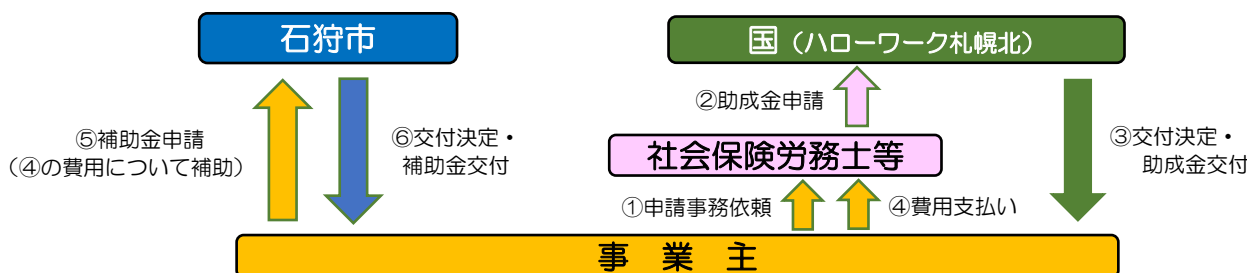 石狩市
国（ハローワーク札幌北）
②助成金申請
⑤補助金申請
（④の費用について補助）
⑥交付決定・
補助金交付
社会保険労務士等
③交付決定・
助成金交付
①申請事務依頼
④費用支払い
事　業　主